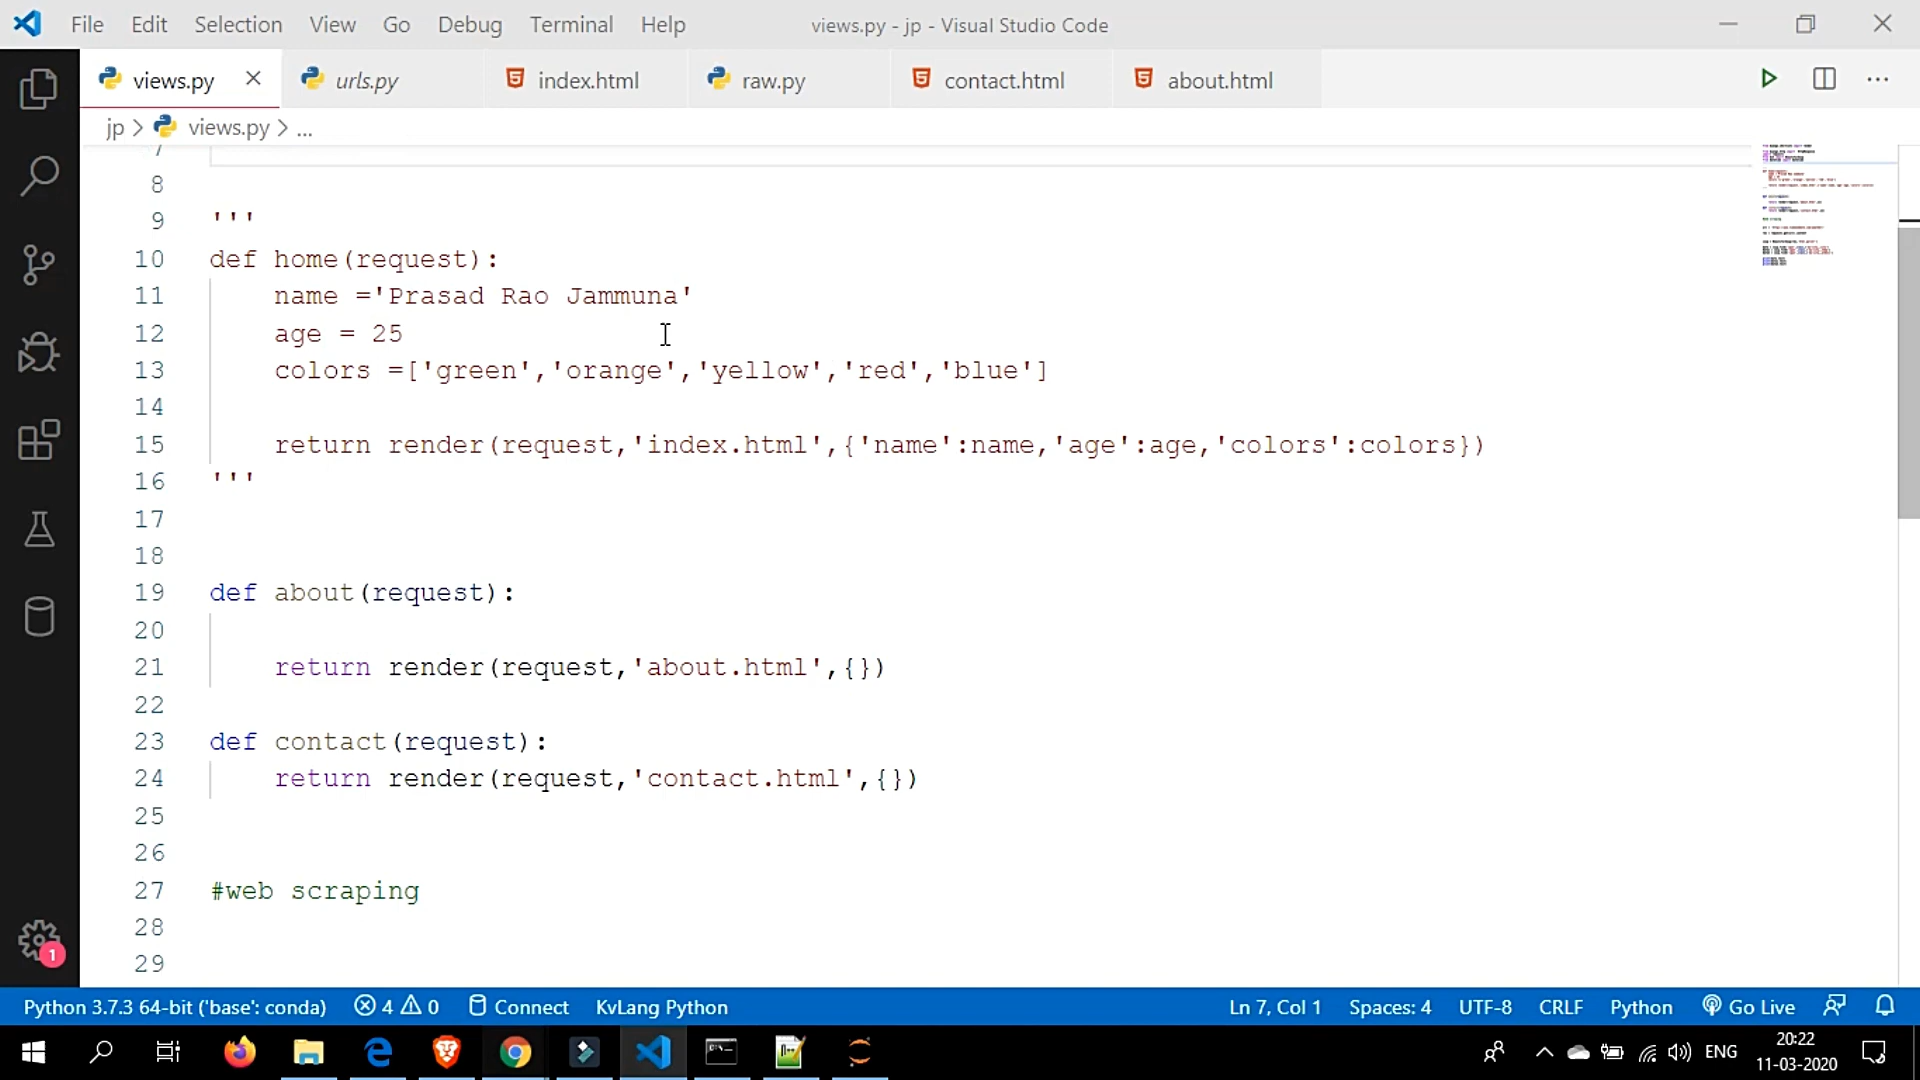 File Edit Selection View Go Debug Terminal Help views.py - jp - Visual Studio Code
views.py urls.py index.html raw.py contact.html about.html
jp > views.py > ...
7
8
9 '''
10 def home(request):
11 name ='Prasad Rao Jammuna'
12 age = 25
13 colors =['green','orange','yellow','red','blue']
14
15 return render(request,'index.html',{'name':name,'age':age,'colors':colors})
16 '''
17
18
19 def about(request):
20
21 return render(request,'about.html',{})
22
23 def contact(request):
24 return render(request,'contact.html',{})
25
26
27 #web scraping
28
29
1
Python 3.7.3 64-bit ('base': conda) 4 0 Connect KvLang Python Ln 7, Col 1 Spaces: 4 UTF-8 CRLF Python Go Live
ENG 20:22
11-03-2020